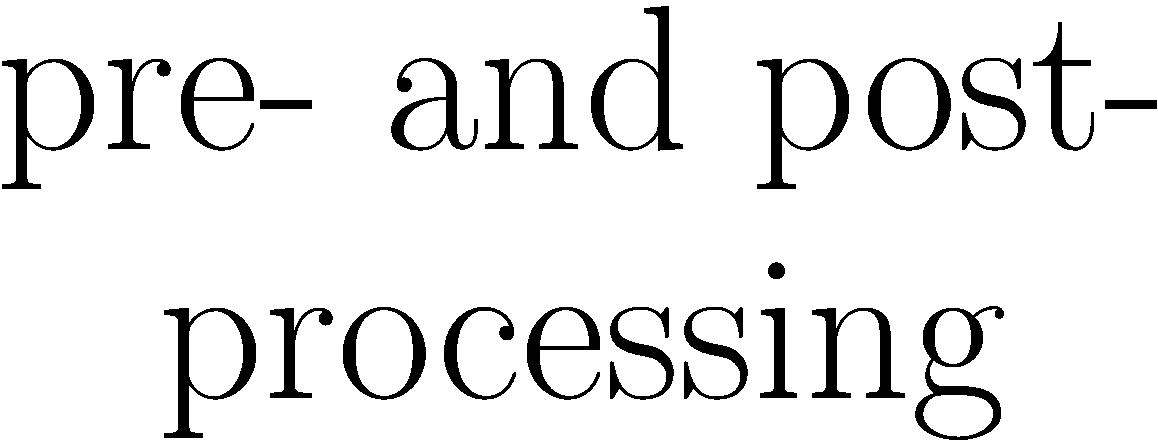 pre- and post-
processing